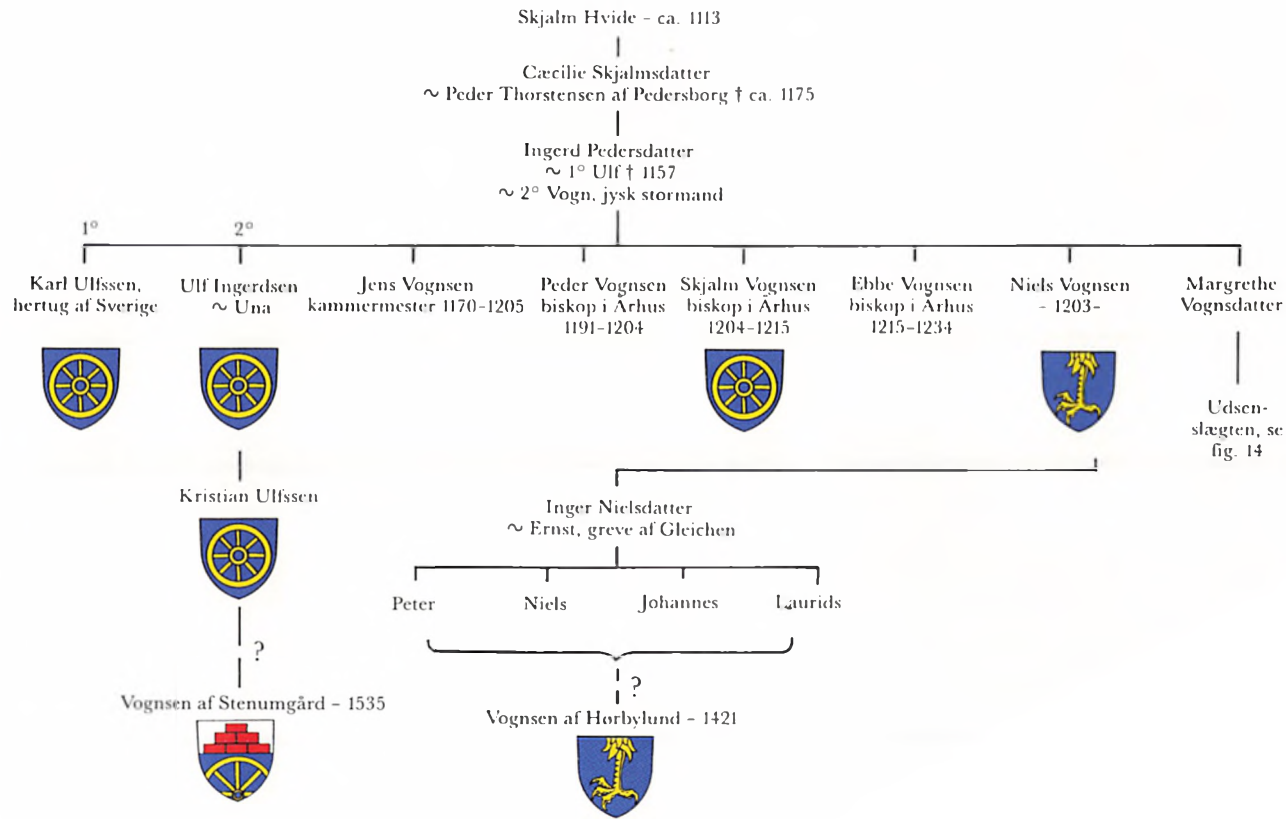 Skjalm Hvide – ca. 1113
Cæcilie Skjalmsdatter
~ Peder Thorstensen af Pedersborg † ca. 1175
Ingerd Pedersdatter
~ 1° Ulf † 1157
~ 2° Vogn, jysk stormand
1°
2°
Karl Ulfssen,
hertug af Sverige
Ulf Ingerdsen
~ Una
Jens Vognsen
kammermester 1170–1205
Peder Vognsen
biskop i Århus
1191–1204
Skjalm Vognsen
biskop i Århus
1204–1215
Ebbe Vognsen
biskop i Århus
1215–1234
Niels Vognsen
– 1203–
Margrethe
Vognsdatter
Udsen-
slægten, se
fig. 14
Kristian Ulfssen
Inger Nielsdatter
~ Ernst, greve af Gleichen
Peter
Niels
Johannes
Laurids
?
?
Vognsen af Stenumgård – 1535
Vognsen af Hørbylund – 1421